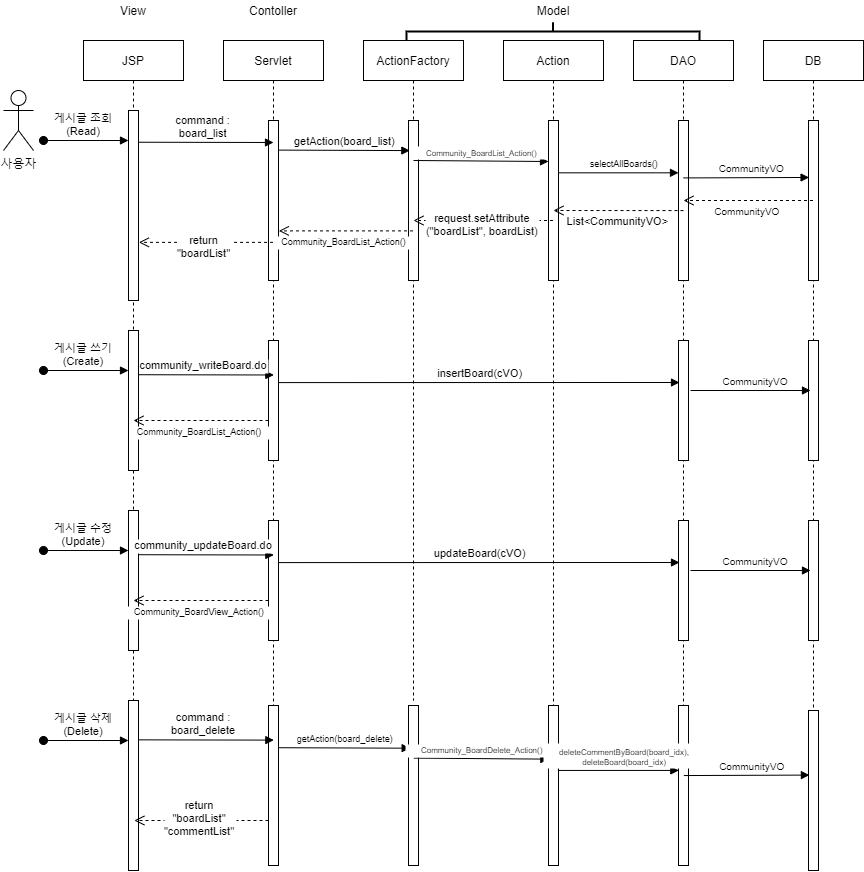 View
Contoller
Model
JSP
Servlet
ActionFactory
Action
DAO
DB
사용자
게시글 조회
(Read)
command :
board_list
getAction(board_list)
Community_BoardList_Action()
selectAllBoards()
CommunityVO
CommunityVO
List<CommunityVO>
request.setAttribute
("boardList", boardList)
Community_BoardList_Action()
return
"boardList"
게시글 쓰기
(Create)
community_writeBoard.do
insertBoard(cVO)
CommunityVO
Community_BoardList_Action()
게시글 수정
(Update)
community_updateBoard.do
updateBoard(cVO)
CommunityVO
Community_BoardView_Action()
게시글 삭제
(Delete)
command :
board_delete
getAction(board_delete)
Community_BoardDelete_Action()
deleteCommentByBoard(board_idx),
deleteBoard(board_idx)
CommunityVO
return
"boardList"
"commentList"